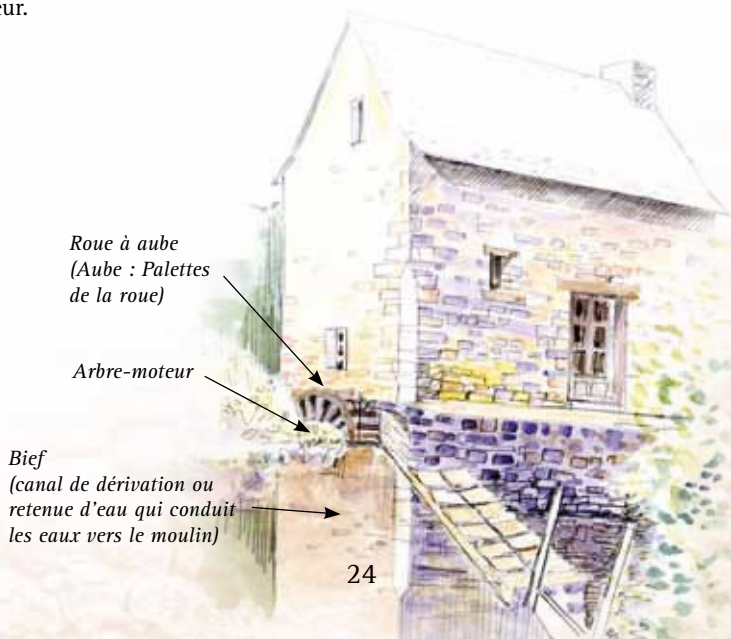 eur.
Roue à aube
(Aube : Palettes
de la roue)
Arbre-moteur
Bief
(canal de dérivation ou
retenue d'eau qui conduit
les eaux vers le moulin)
24